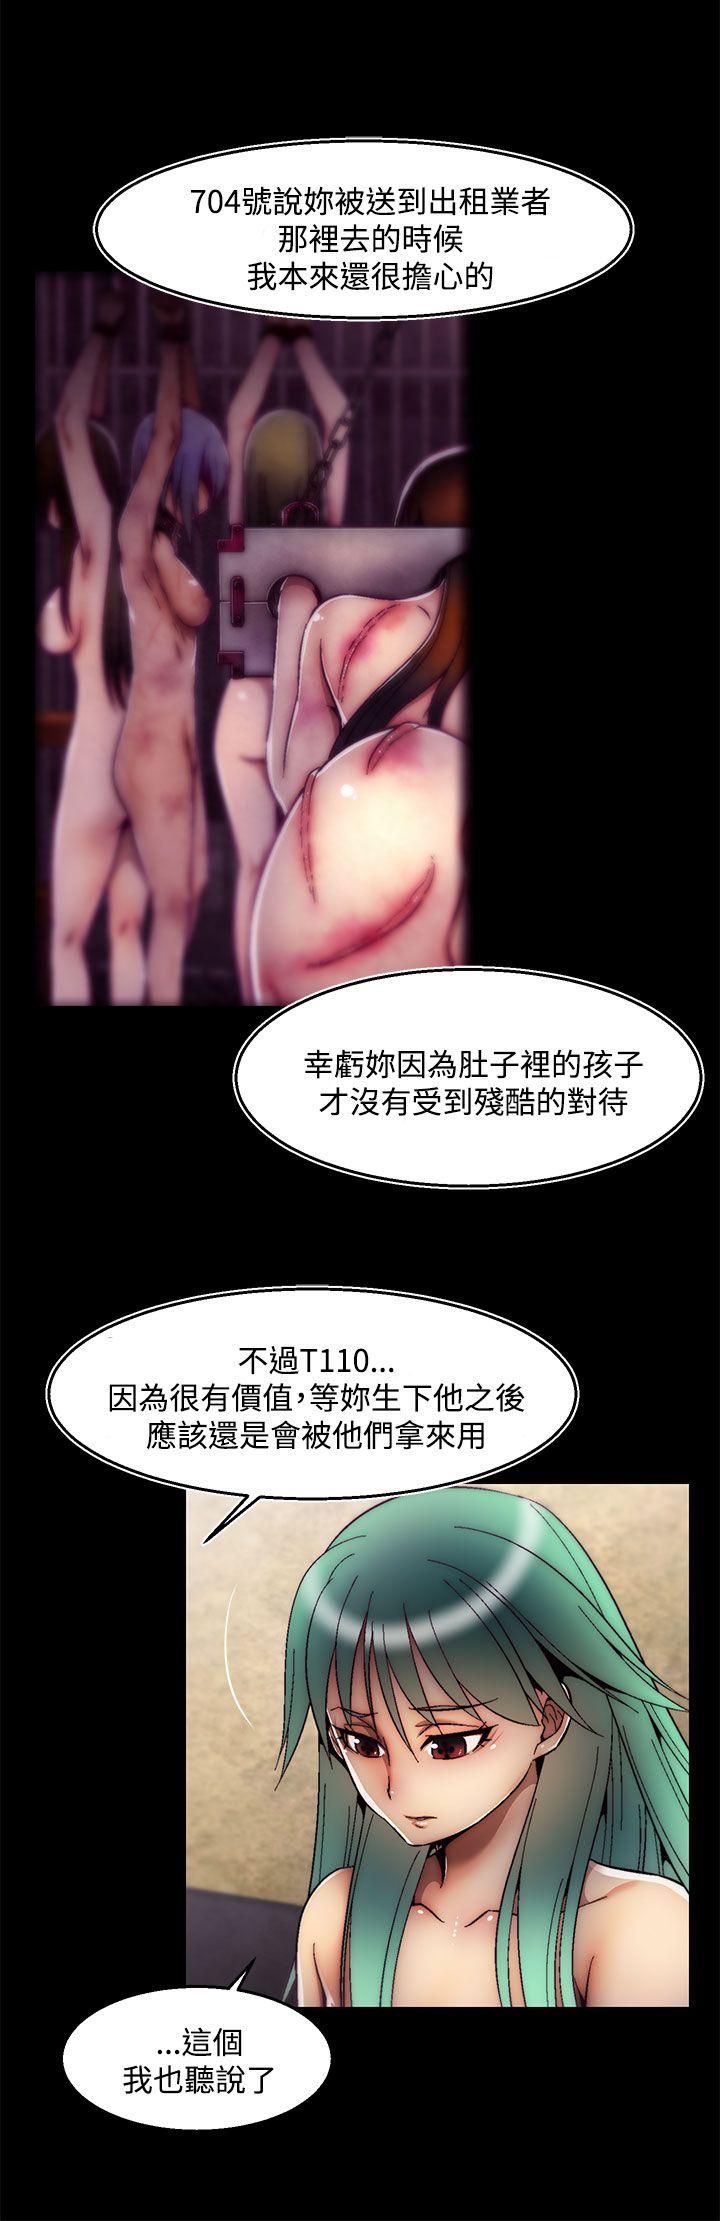 704號說妳被送到出租業者
那裡去的時候
我本來還很擔心的
幸虧妳因為肚子裡的孩子
才沒有受到殘酷的對待
不過T110...
因為很有價值，等妳生下他之後
應該還是會被他們拿來用
...這個
我也聽說了